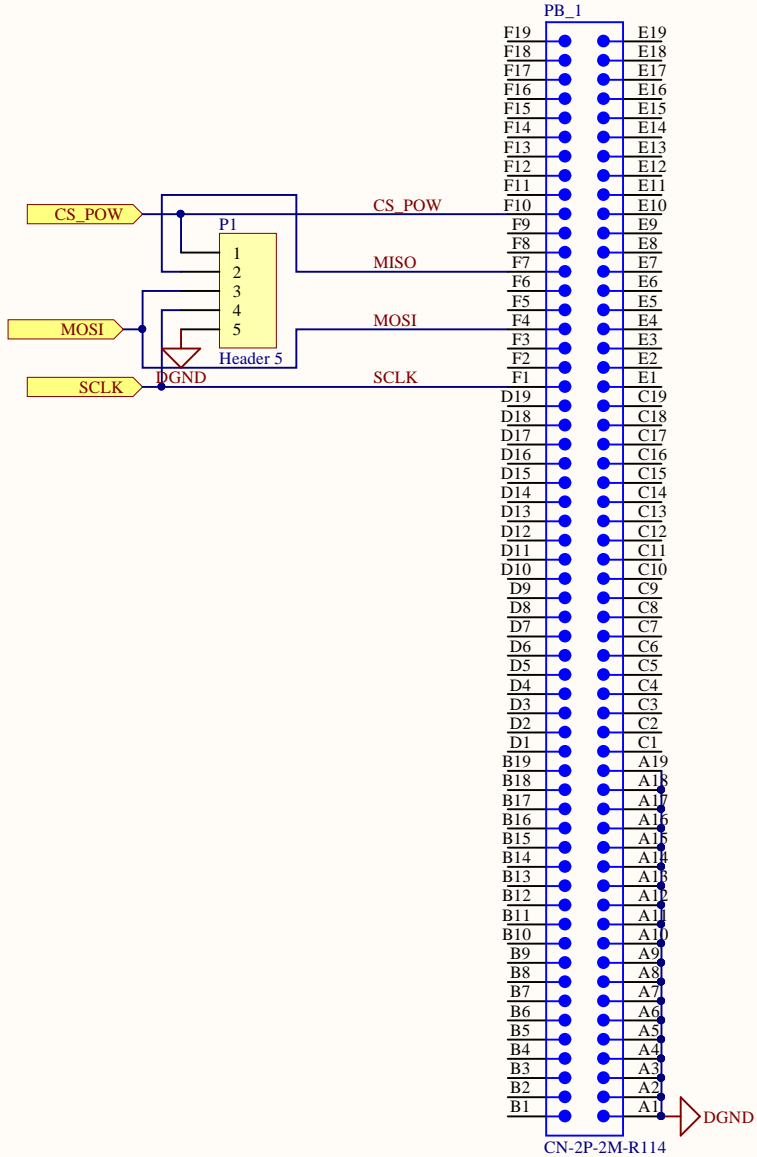 PB_1
F19 E19
F18 E18
F17 E17
F16 E16
F15 E15
F14 E14
F13 E13
F12 E12
F11 E11
CS_POW CS_POW F10 E10
P1 F9 E9
1 F8 E8
2 MISO F7 E7
3 F6 E6
4 F5 E5
MOSI 5 MOSI F4 E4
Header 5 F3 E3
DGND F2 E2
SCLK SCLK F1 E1
D19 C19
D18 C18
D17 C17
D16 C16
D15 C15
D14 C14
D13 C13
D12 C12
D11 C11
D10 C10
D9 C9
D8 C8
D7 C7
D6 C6
D5 C5
D4 C4
D3 C3
D2 C2
D1 C1
B19 A19
B18 A18
B17 A17
B16 A16
B15 A15
B14 A14
B13 A13
B12 A12
B11 A11
B10 A10
B9 A9
B8 A8
B7 A7
B6 A6
B5 A5
B4 A4
B3 A3
B2 A2
B1 A1 DGND
CN-2P-2M-R114